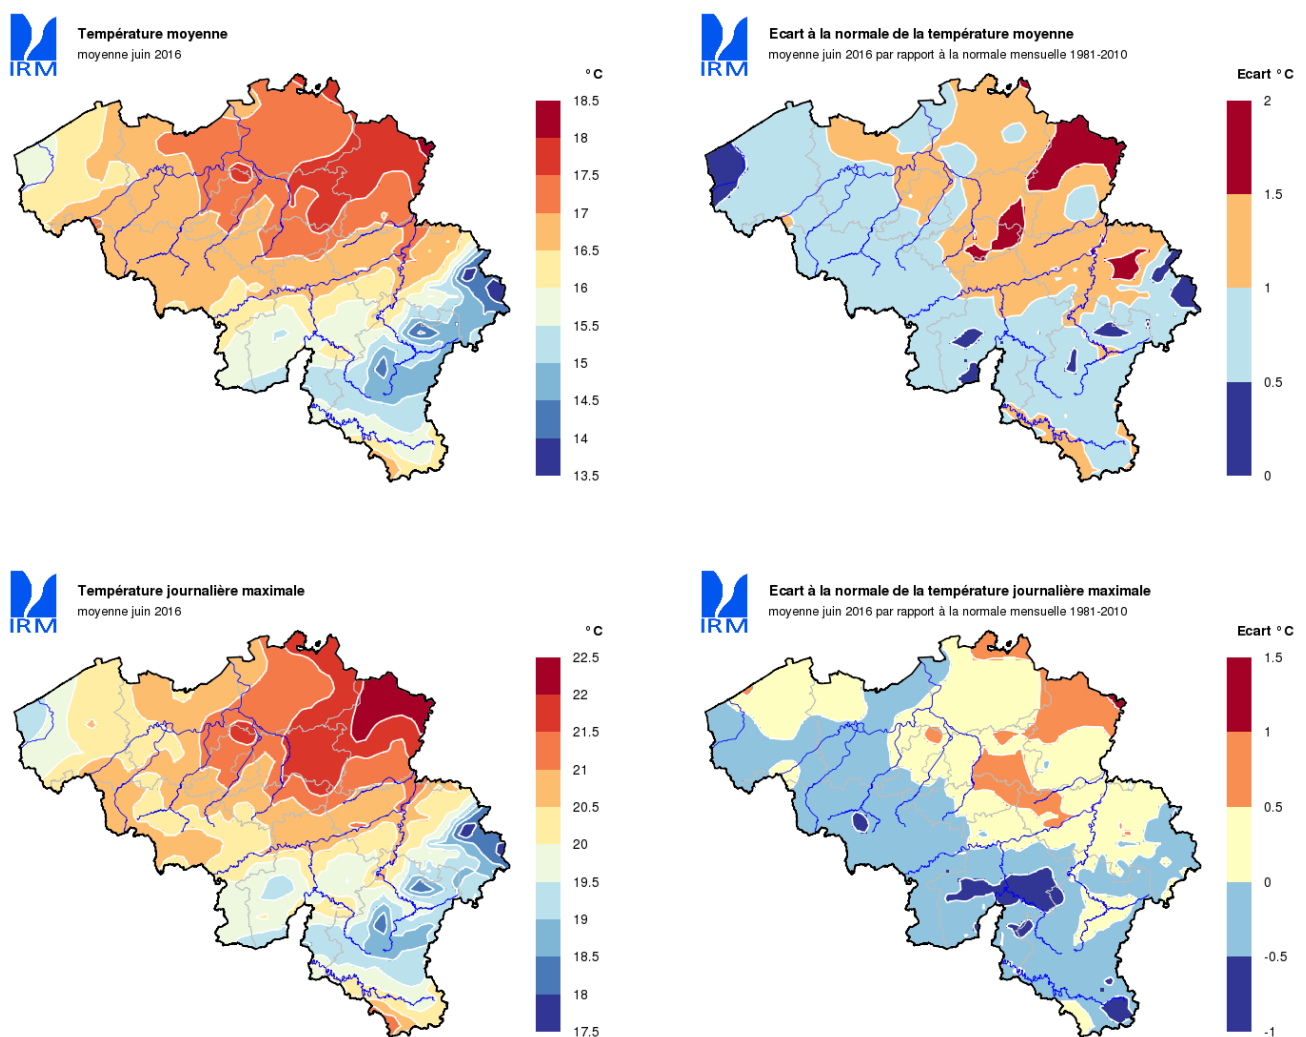 Température moyenne
moyenne juin 2016
IRM
°C
18.5
18
17.5
17
16.5
16
15.5
15
14.5
14
13.5
Ecart à la normale de la température moyenne
moyenne juin 2016 par rapport à la normale mensuelle 1981-2010
IRM
Ecart °C
2
1.5
1
0.5
0
Température journalière maximale
moyenne juin 2016
IRM
°C
22.5
22
21.5
21
20.5
20
19.5
19
18.5
18
17.5
Ecart à la normale de la température journalière maximale
moyenne juin 2016 par rapport à la normale mensuelle 1981-2010
IRM
Ecart °C
1.5
1
0.5
0
-0.5
-1